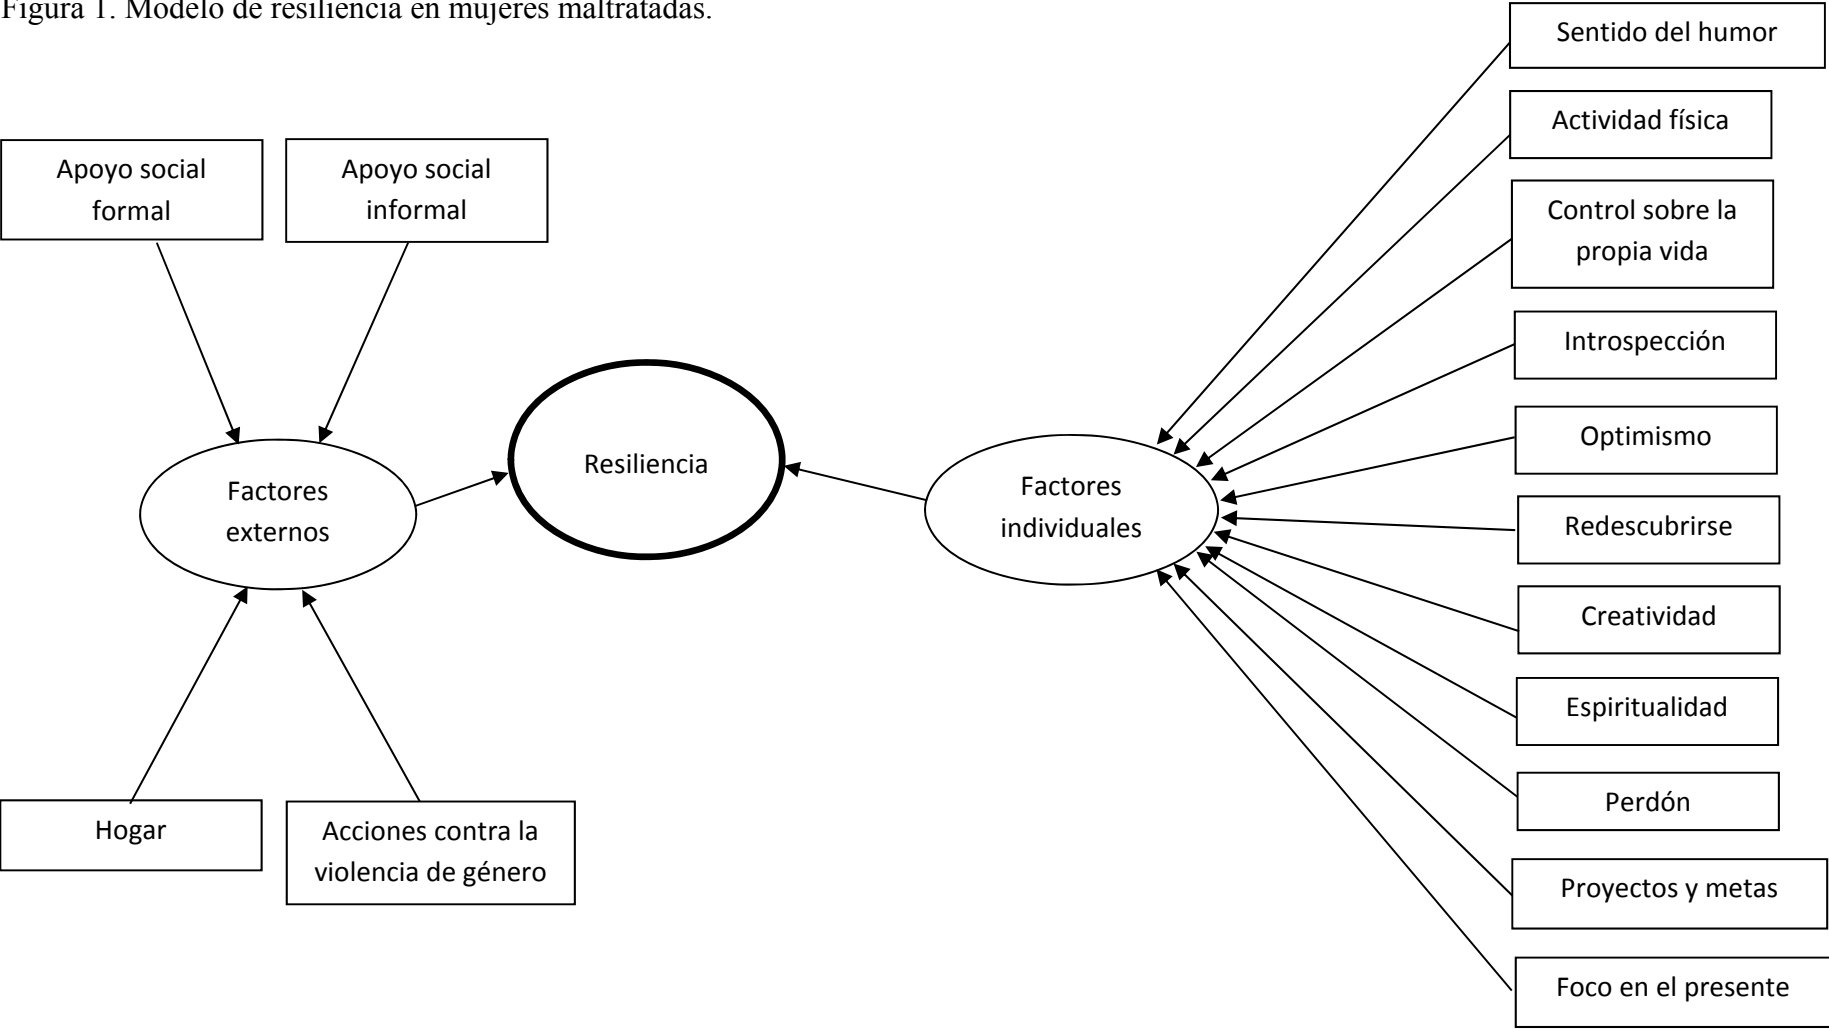 Figura 1. Modelo de resiliencia en mujeres maltratadas.
Sentido del humor
Actividad física
Apoyo social
formal
Apoyo social
informal
Control sobre la
propia vida
Introspección
Optimismo
Resiliencia
Factores
externos
Factores
individuales
Redescubrirse
Creatividad
Espiritualidad
Perdón
Hogar
Acciones contra la
violencia de género
Proyectos y metas
Foco en el presente